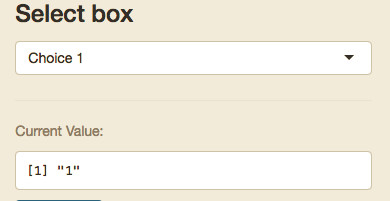 Select box
Choice 1
Current Value:
[1] "1"